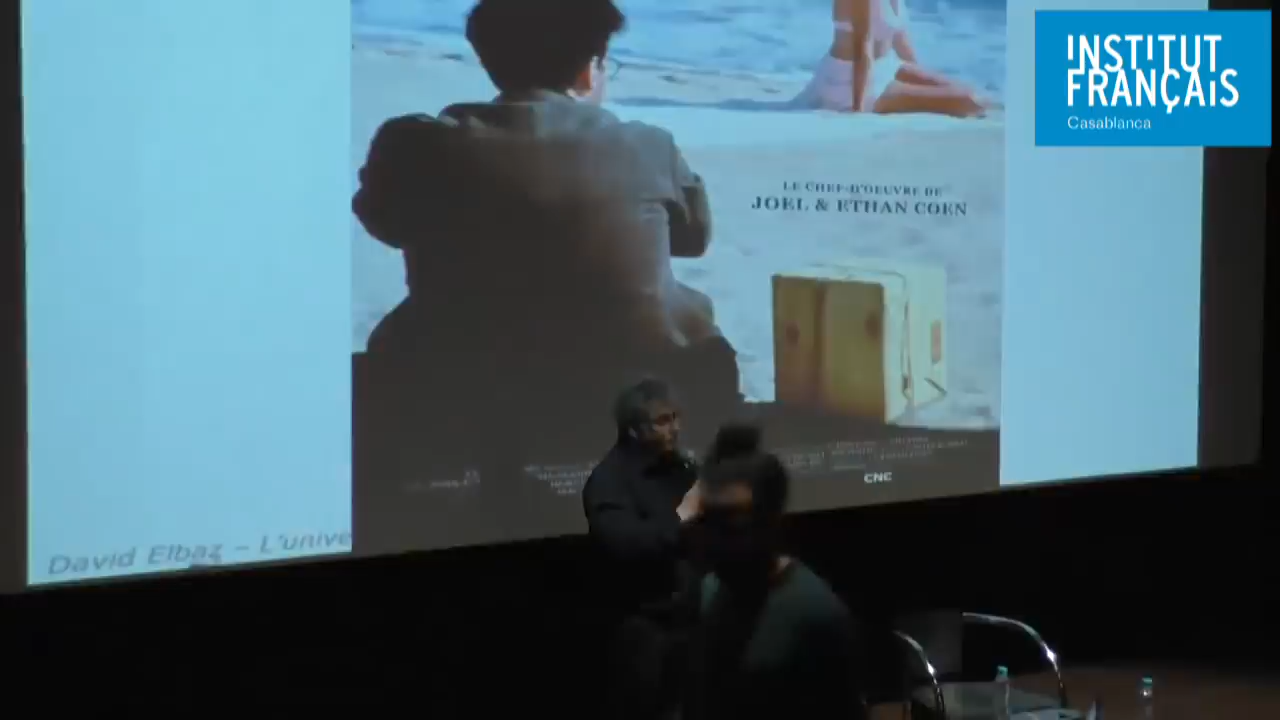 INSTITUT
FRANÇAIS
Casablanca
LE CHEF-D'OEUVRE DE
JOEL & ETHAN COEN
CNC
David Elbaz – L'unive